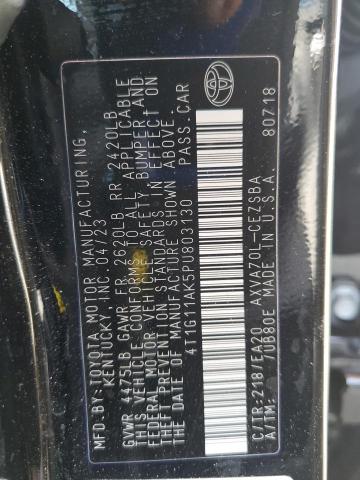 MFD.BY:TOYOTA MOTOR MANUFACTURING,
KENTUCKY, INC. 04/23
GVWR 4475LB GAWR FR 2620LB RR 2420LB
THIS VEHICLE CONFORMS TO ALL APPLICABLE
FEDERAL MOTOR VEHICLE SAFETY, BUMPER, AND
THEFT PREVENTION STANDARDS IN EFFECT ON
THE DATE OF MANUFACTURE SHOWN ABOVE.
4T1G11AK5PU803130 PASS.CAR
C/TR:218/EA20 AXVA70L-CEZSBA
A/TM: /UB80E MADE IN U.S.A. 80718